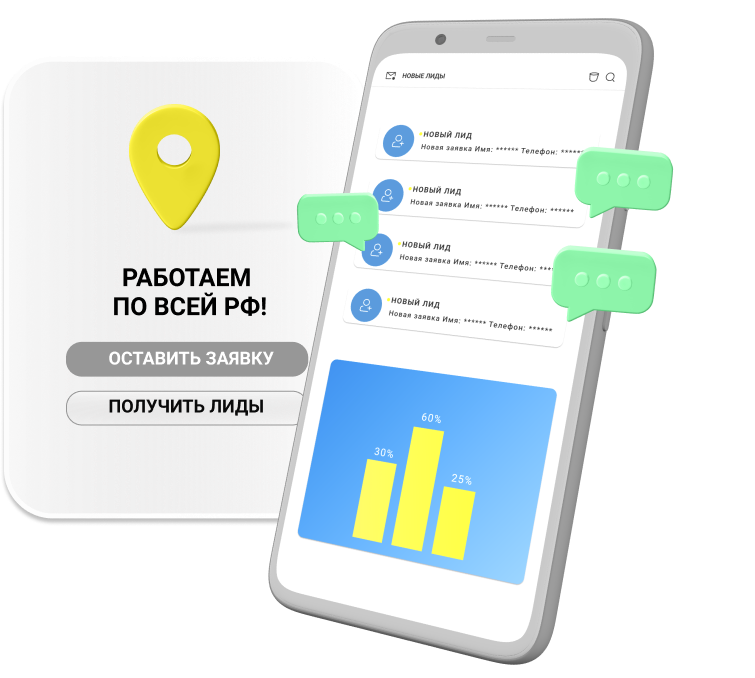 РАБОТАЕМ
ПО ВСЕЙ РФ!
ОСТАВИТЬ ЗАЯВКУ
ПОЛУЧИТЬ ЛИДЫ
НОВЫЕ ЛИДЫ
НОВЫЙ ЛИД
Новая заявка Имя: ****** Телефон: ******
НОВЫЙ ЛИД
Новая заявка Имя: ****** Телефон: ******
НОВЫЙ ЛИД
Новая заявка Имя: ****** Телефон: ***
НОВЫЙ ЛИД
Новая заявка Имя: ****** Телефон: ******
60%
30%
25%